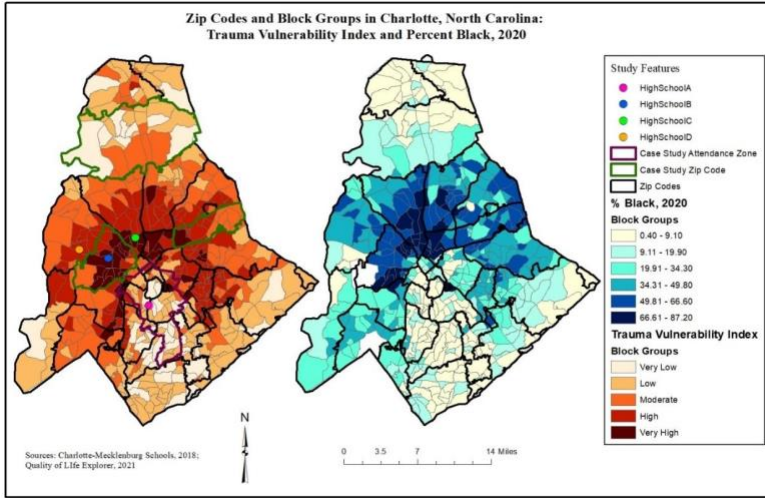 Zip Codes and Block Groups in Charlotte, North Carolina:
Trauma Vulnerability Index and Percent Black, 2020
Study Features
HighSchoolA
HighSchoolB
HighSchoolC
HighSchoolD
Case Study Attendance Zone
Case Study Zip Code
Zip Codes
% Black, 2020
Block Groups
0.40 - 9.10
9.11 - 19.90
19.91 - 34.30
34.31 - 49.80
49.81 - 66.60
66.61 - 87.20
Trauma Vulnerability Index
Block Groups
Very Low
Low
Moderate
High
Very High
N
Sources: Charlotte-Mecklenburg Schools, 2018;
Quality of LIfe Explorer, 2021
0 3.5 7 14 Miles